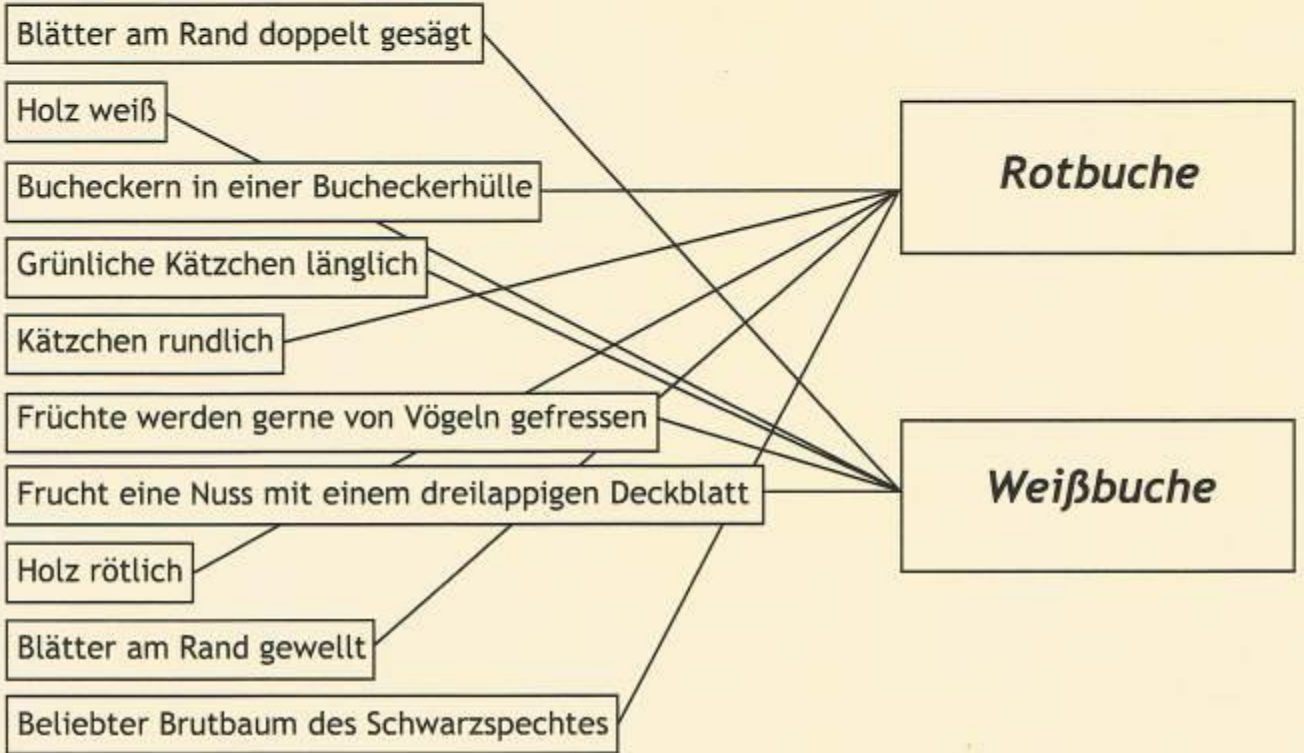 Blätter am Rand doppelt gesägt
Holz weiß
Bucheckern in einer Bucheckerhülle
Grünliche Kätzchen länglich
Kätzchen rundlich
Früchte werden gerne von Vögeln gefressen
Frucht eine Nuss mit einem dreilappigen Deckblatt
Holz rötlich
Blätter am Rand gewellt
Beliebter Brutbaum des Schwarzspechtes
Rotbuche
Weißbuche